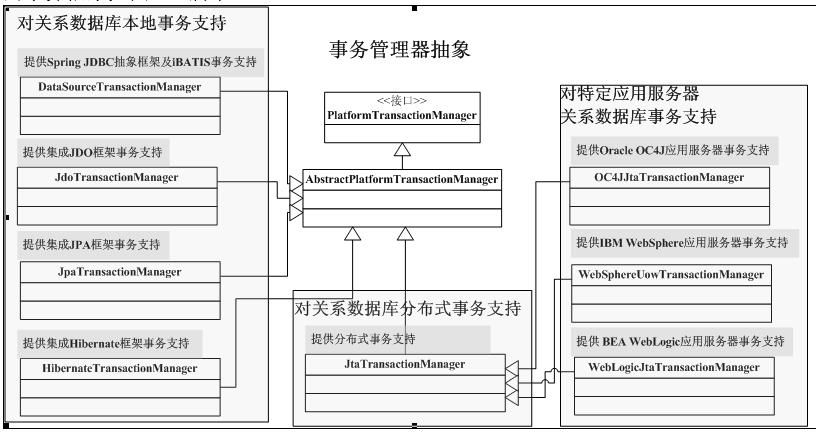 对关系数据库本地事务支持
提供Spring JDBC抽象框架及iBATIS事务支持
DataSourceTransactionManager
提供集成JDO框架事务支持
JdoTransactionManager
提供集成JPA框架事务支持
JpaTransactionManager
提供集成Hibernate框架事务支持
HibernateTransactionManager
事务管理器抽象
<<接口>>
PlatformTransactionManager
AbstractPlatformTransactionManager
对关系数据库分布式事务支持
提供分布式事务支持
JtaTransactionManager
对特定应用服务器
关系数据库事务支持
提供Oracle OC4J应用服务器事务支持
OC4JJtaTransactionManager
提供IBM WebSphere应用服务器事务支持
WebSphereUowTransactionManager
提供 BEA WebLogic应用服务器事务支持
WebLogicJtaTransactionManager